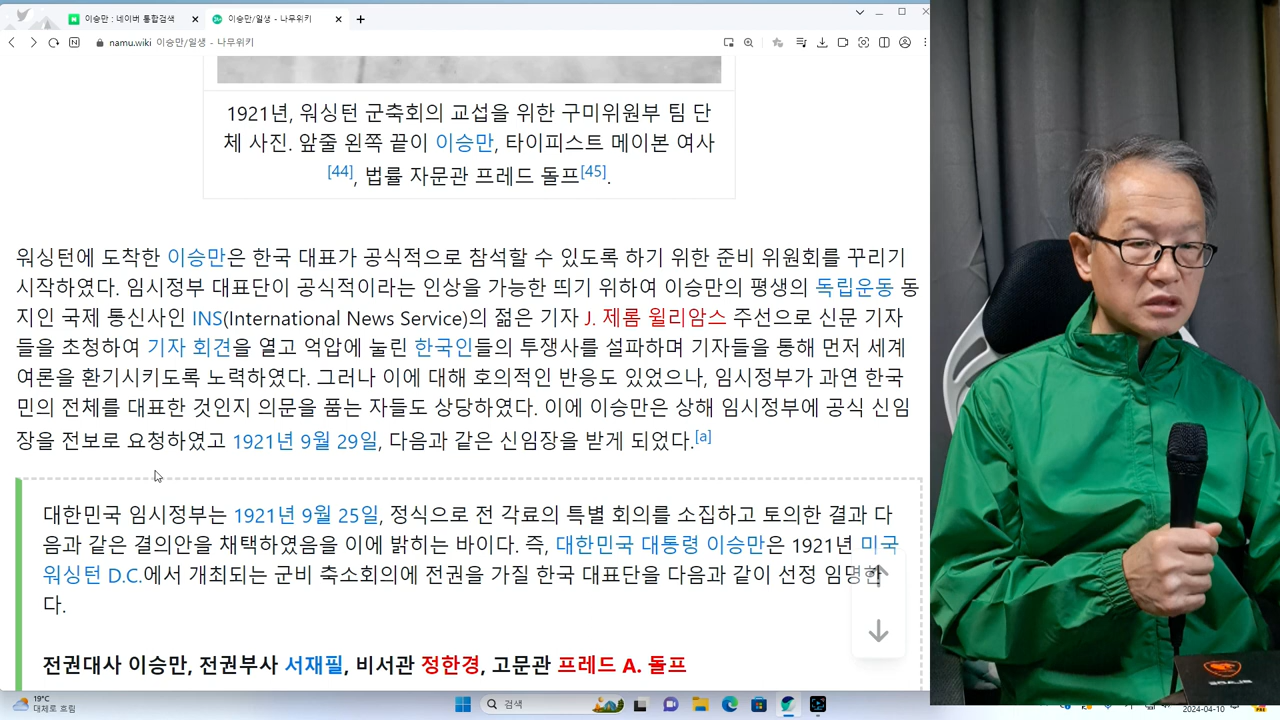 이승만 : 네이버 통합검색
이승만/일생 - 나무위키
namu.wiki 이승만/일생 - 나무위키
1921년, 워싱턴 군축회의 교섭을 위한 구미위원부 팀 단
체 사진. 앞줄 왼쪽 끝이 이승만, 타이피스트 메이본 여사
[44], 법률 자문관 프레드 돌프[45].
워싱턴에 도착한 이승만은 한국 대표가 공식적으로 참석할 수 있도록 하기 위한 준비 위원회를 꾸리기
시작하였다. 임시정부 대표단이 공식적이라는 인상을 가능한 띄기 위하여 이승만의 평생의 독립운동 동
지인 국제 통신사인 INS(International News Service)의 젊은 기자 J. 제롬 윌리암스 주선으로 신문 기자
들을 초청하여 기자 회견을 열고 억압에 눌린 한국인들의 투쟁사를 설파하며 기자들을 통해 먼저 세계
여론을 환기시키도록 노력하였다. 그러나 이에 대해 호의적인 반응도 있었으나, 임시정부가 과연 한국
민의 전체를 대표한 것인지 의문을 품는 자들도 상당하였다. 이에 이승만은 상해 임시정부에 공식 신임
장을 전보로 요청하였고 1921년 9월 29일, 다음과 같은 신임장을 받게 되었다.[a]
대한민국 임시정부는 1921년 9월 25일, 정식으로 전 각료의 특별 회의를 소집하고 토의한 결과 다
음과 같은 결의안을 채택하였음을 이에 밝히는 바이다. 즉, 대한민국 대통령 이승만은 1921년 미국
워싱턴 D.C.에서 개최되는 군비 축소회의에 전권을 가질 한국 대표단을 다음과 같이 선정 임명한
다.
전권대사 이승만, 전권부사 서재필, 비서관 정한경, 고문관 프레드 A. 돌프
19°C
대체로 흐림
검색
2024-04-10